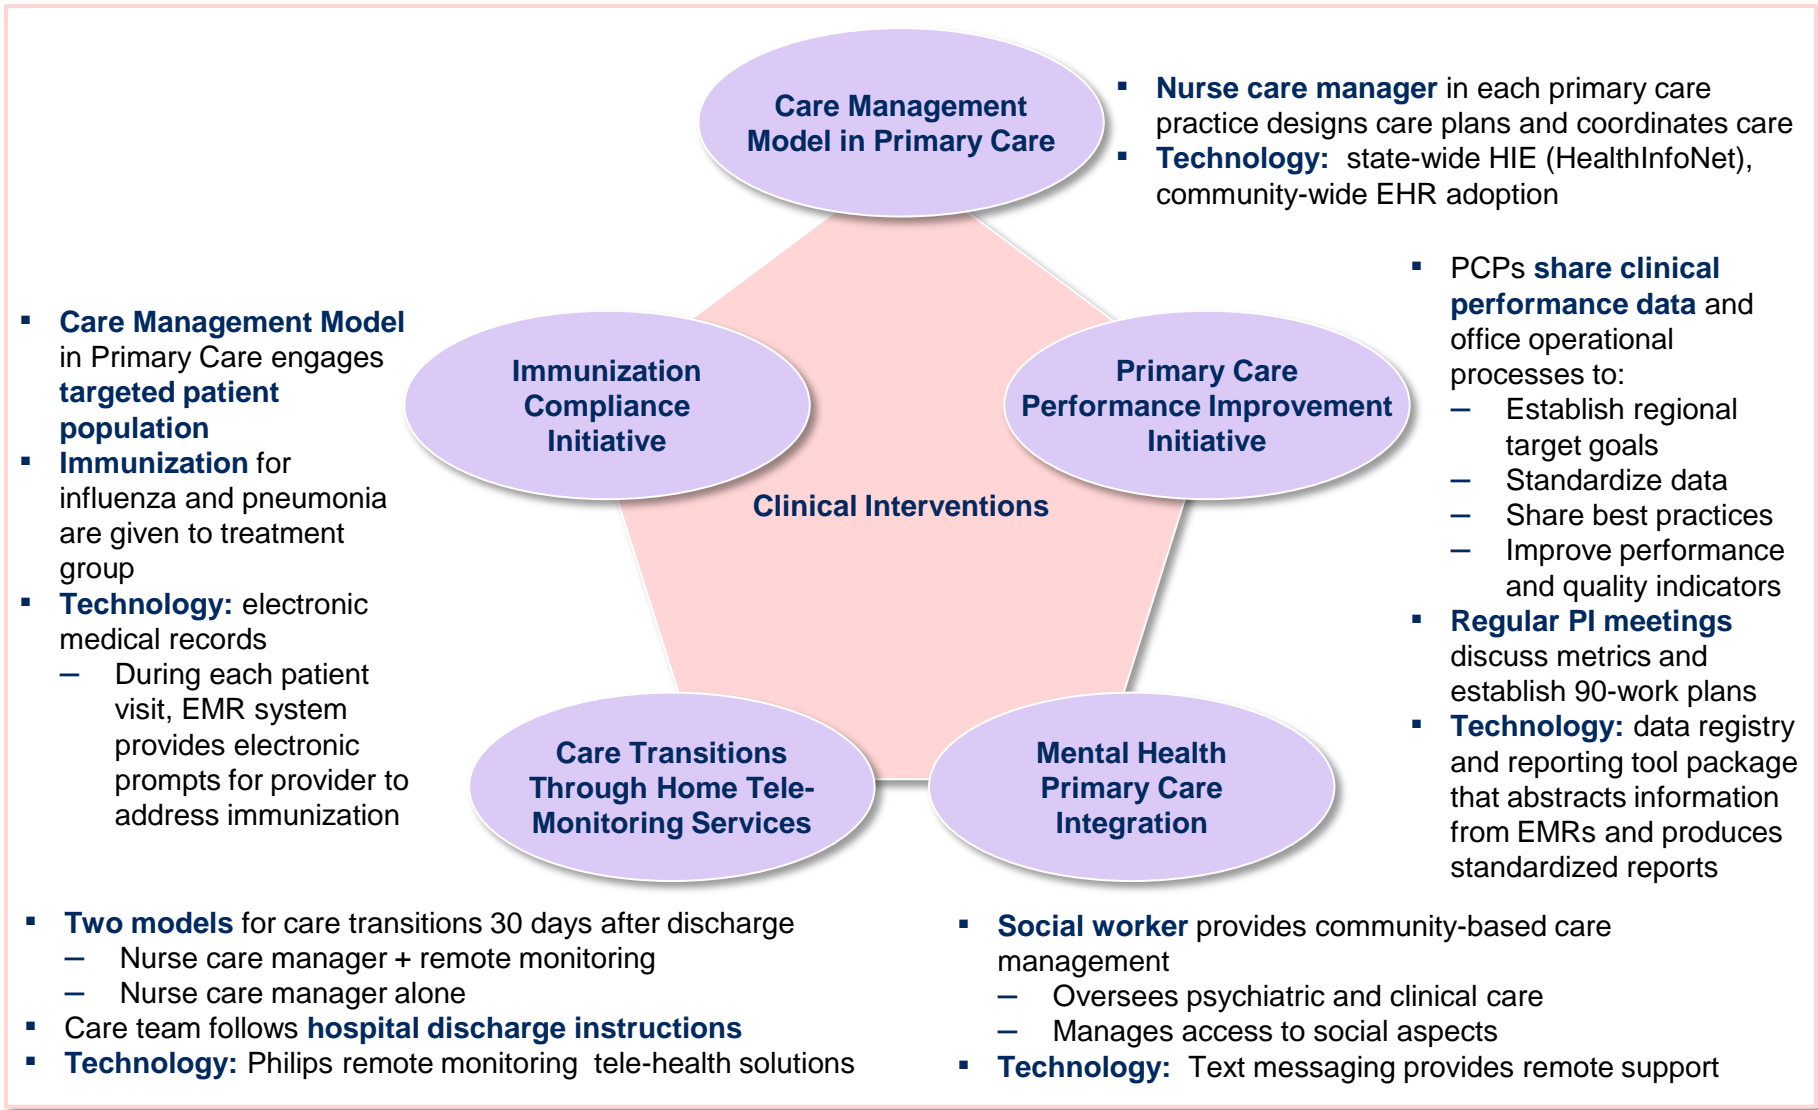 Care Management
Model in Primary Care
▪ Nurse care manager in each primary care
practice designs care plans and coordinates care
▪ Technology:  state-wide HIE (HealthInfoNet),
community-wide EHR adoption
▪ Care Management Model
in Primary Care engages
targeted patient
population
▪ Immunization for
influenza and pneumonia
are given to treatment
group
▪ Technology: electronic
medical records
– During each patient
visit, EMR system
provides electronic
prompts for provider to
address immunization
Immunization
Compliance
Initiative
Primary Care
Performance Improvement
Initiative
Clinical Interventions
▪ PCPs share clinical
performance data and
office operational
processes to:
– Establish regional
target goals
– Standardize data
– Share best practices
– Improve performance
and quality indicators
▪ Regular PI meetings
discuss metrics and
establish 90-work plans
▪ Technology: data registry
and reporting tool package
that abstracts information
from EMRs and produces
standardized reports
Care Transitions
Through Home Tele-
Monitoring Services
Mental Health
Primary Care
Integration
▪ Two models for care transitions 30 days after discharge
– Nurse care manager + remote monitoring
– Nurse care manager alone
▪ Care team follows hospital discharge instructions
▪ Technology: Philips remote monitoring  tele-health solutions
▪ Social worker provides community-based care
management
– Oversees psychiatric and clinical care
– Manages access to social aspects
▪ Technology:  Text messaging provides remote support